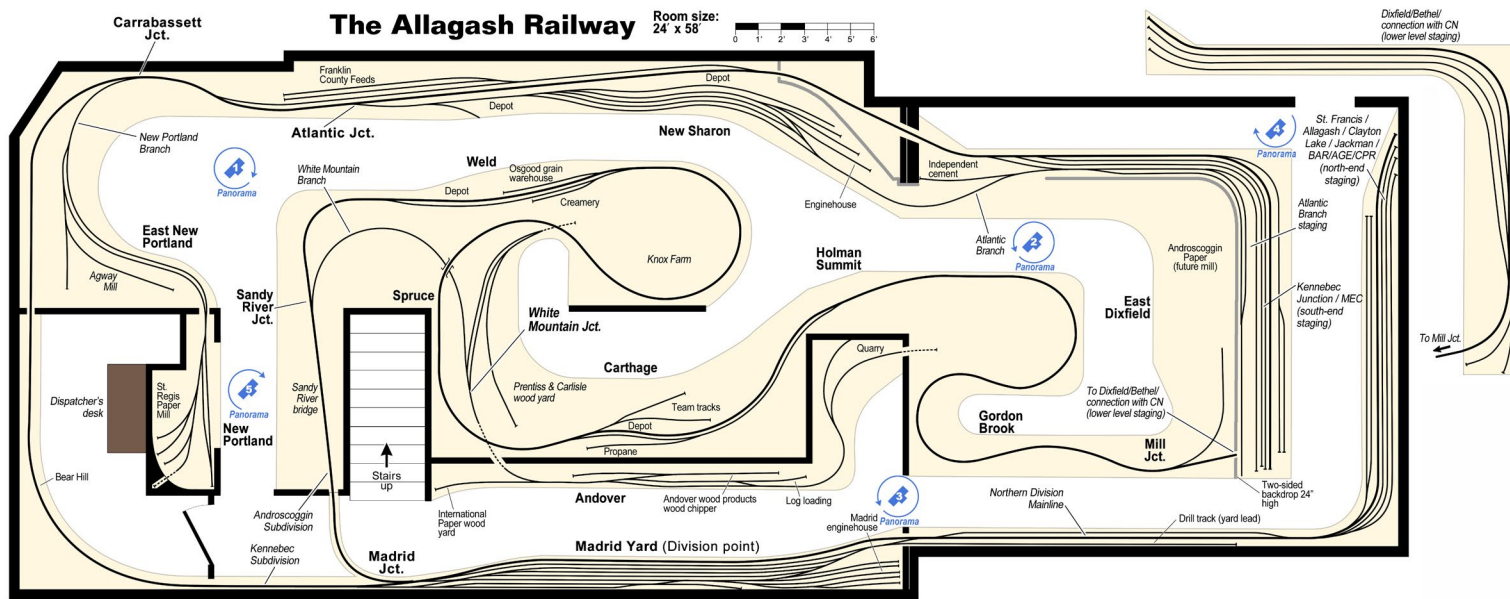 The Allagash Railway
Room size:
24′ x 58′
0 1′ 2′ 3′ 4′ 5′ 6′
Carrabassett
Jct.
Franklin
County Feeds
Depot
Depot
Atlantic Jct.
New Sharon
New Portland
Branch
1
Panorama
White Mountain
Branch
Weld
Osgood grain
warehouse
Depot
Creamery
Enginehouse
Independent
cement
Atlantic
Branch
2
Panorama
4
Panorama
Dixfield/Bethel/
connection with CN
(lower level staging)
St. Francis /
Allagash / Clayton
Lake / Jackman /
BAR/AGE/CPR
(north-end
staging)
Atlantic
Branch
staging
Androscoggin
Paper
(future mill)
Kennebec
Junction / MEC
(south-end
staging)
To Mill Jct.
East New
Portland
Agway
Mill
Sandy
River
Jct.
Spruce
Knox Farm
White
Mountain Jct.
Holman
Summit
East
Dixfield
Quarry
Carthage
Prentiss & Carlisle
wood yard
Team tracks
Depot
Propane
To Dixfield/Bethel/
connection with CN
(lower level staging)
Gordon
Brook
Mill
Jct.
Dispatcher's
desk
St.
Regis
Paper
Mill
5
Panorama
New
Portland
Sandy
River
bridge
Stairs
up
Bear Hill
Androscoggin
Subdivision
Kennebec
Subdivision
International
Paper wood
yard
Andover
Andover wood products
wood chipper
Log loading
3
Panorama
Madrid
enginehouse
Northern Division
Mainline
Two-sided
backdrop 24"
high
Drill track (yard lead)
Madrid
Jct.
Madrid Yard (Division point)